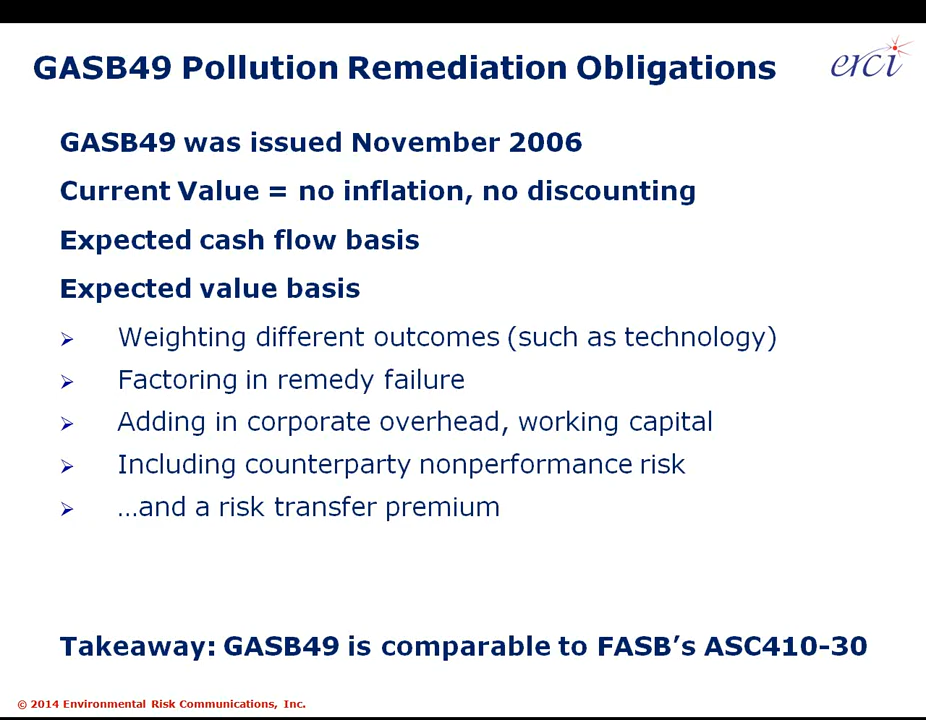 GASB49 Pollution Remediation Obligations
erci
GASB49 was issued November 2006
Current Value = no inflation, no discounting
Expected cash flow basis
Expected value basis
Weighting different outcomes (such as technology)
Factoring in remedy failure
Adding in corporate overhead, working capital
Including counterparty nonperformance risk
…and a risk transfer premium
Takeaway: GASB49 is comparable to FASB’s ASC410-30
© 2014 Environmental Risk Communications, Inc.